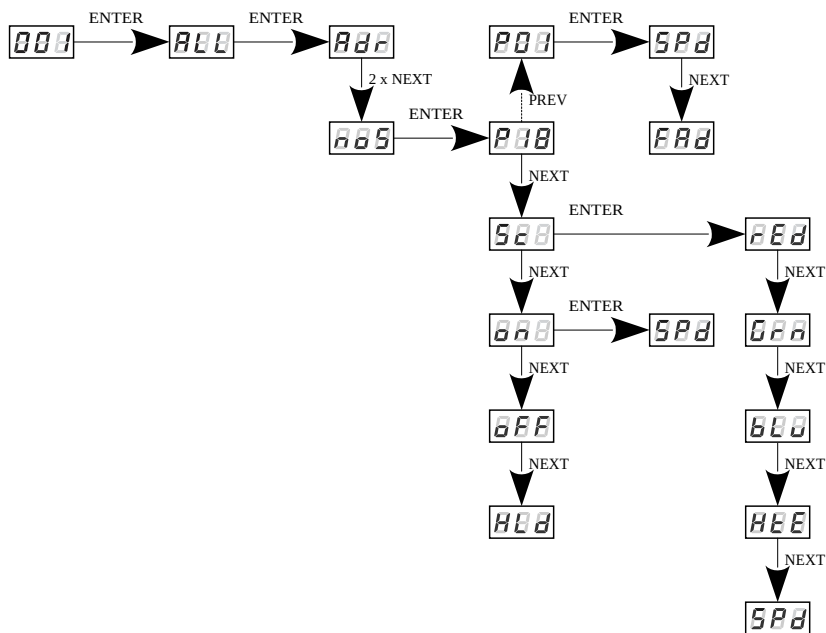 001 ENTER ALL ENTER Adr P01 ENTER SPd
2 x NEXT PREV NEXT
noS ENTER P18 FAd
NEXT
Sc ENTER rEd
NEXT NEXT
on ENTER SPd Grn
NEXT NEXT
oFF bLu
NEXT NEXT
HLd HtE
NEXT
SPd